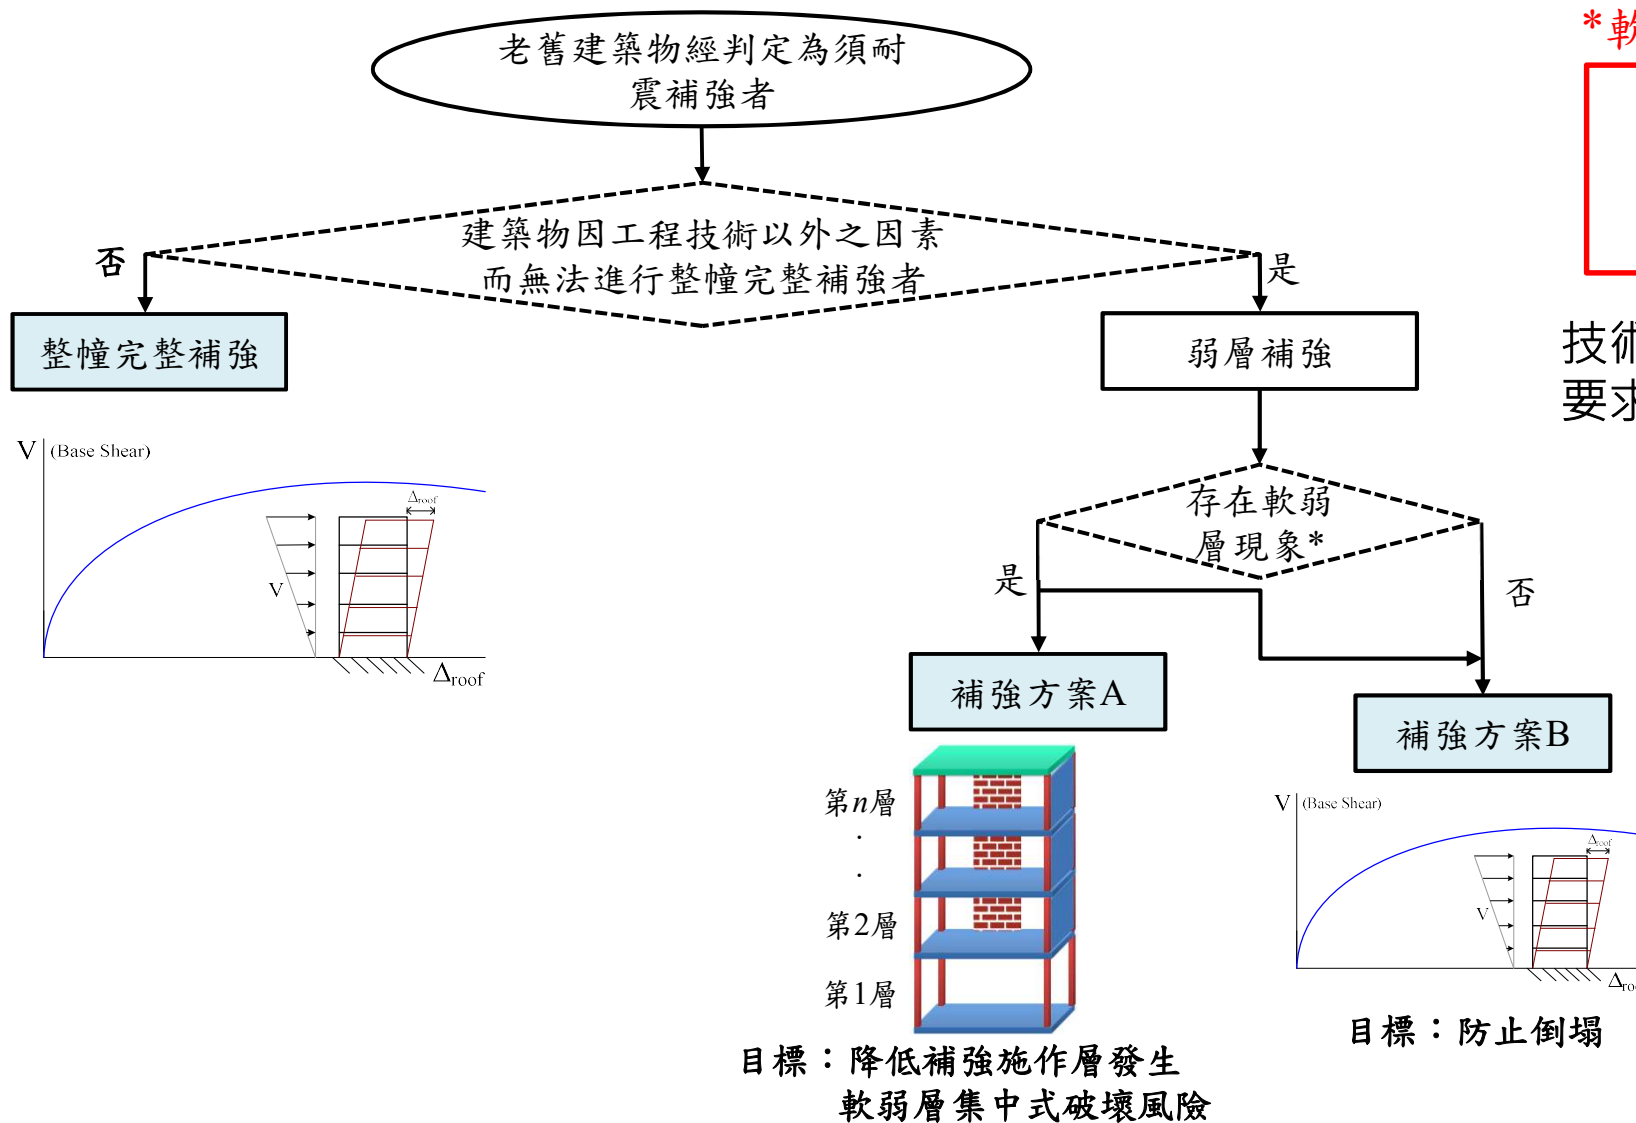 老舊建築物經判定為須耐
震補強者
建築物因工程技術以外之因素
而無法進行整幢完整補強者
否
是
整幢完整補強
弱層補強
V (Base Shear)
Δroof
V
Δroof
存在軟弱
層現象*
是
否
補強方案A
補強方案B
第n層
.
.
第2層
第1層
目標：降低補強施作層發生
軟弱層集中式破壞風險
V (Base Shear)
Δroof
V
目標：防止倒塌
*軟
技術
要求